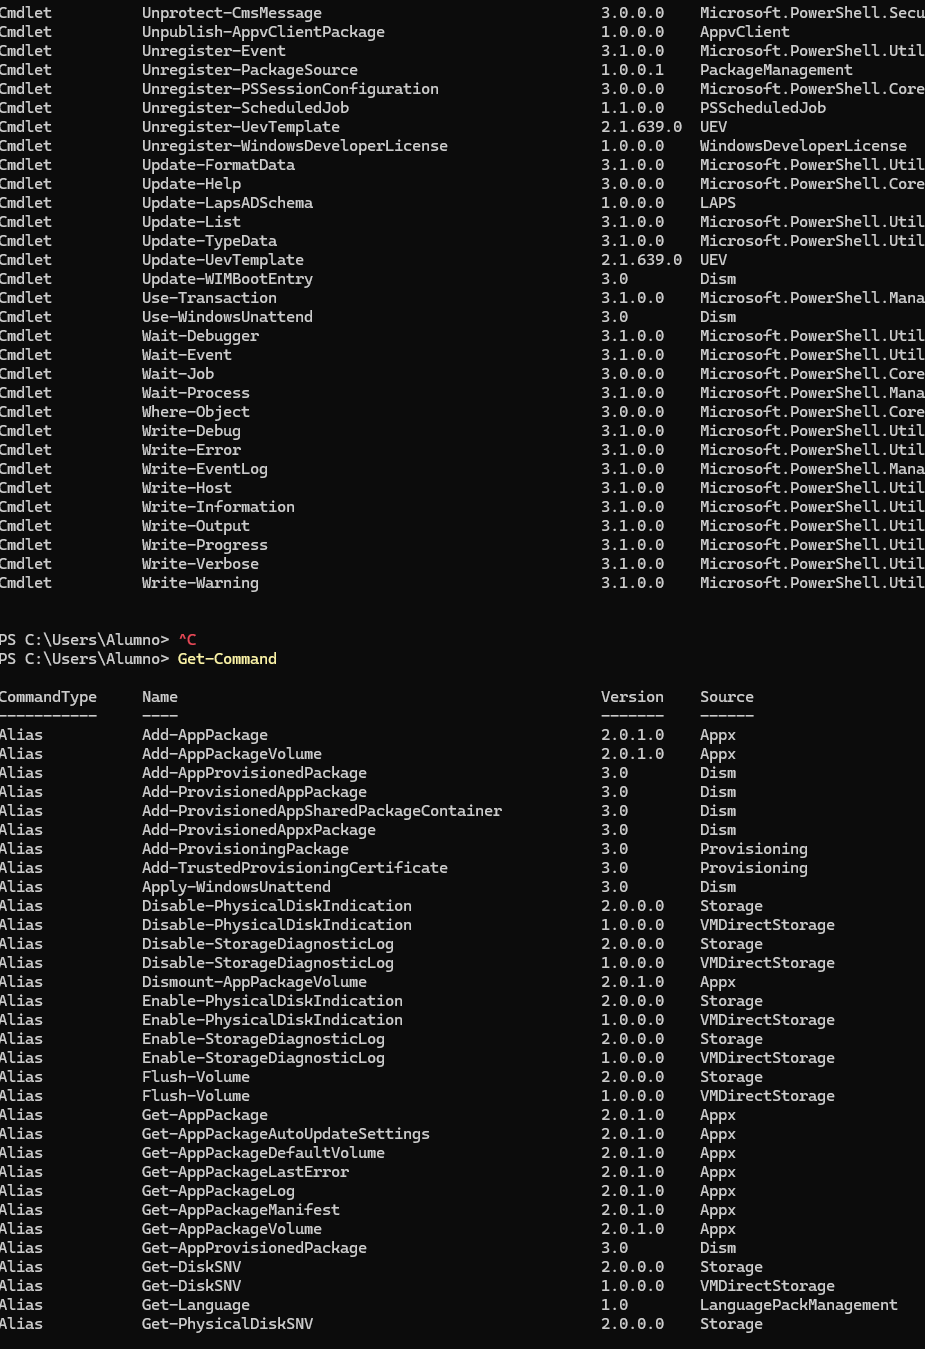 Cmdlet Unprotect-CmsMessage 3.0.0.0 Microsoft.PowerShell.Secu
Cmdlet Unpublish-AppvClientPackage 1.0.0.0 AppvClient
Cmdlet Unregister-Event 3.1.0.0 Microsoft.PowerShell.Util
Cmdlet Unregister-PackageSource 1.0.0.1 PackageManagement
Cmdlet Unregister-PSSessionConfiguration 3.0.0.0 Microsoft.PowerShell.Core
Cmdlet Unregister-ScheduledJob 1.1.0.0 PSScheduledJob
Cmdlet Unregister-UevTemplate 2.1.639.0 UEV
Cmdlet Unregister-WindowsDeveloperLicense 1.0.0.0 WindowsDeveloperLicense
Cmdlet Update-FormatData 3.1.0.0 Microsoft.PowerShell.Util
Cmdlet Update-Help 3.0.0.0 Microsoft.PowerShell.Core
Cmdlet Update-LapsADSchema 1.0.0.0 LAPS
Cmdlet Update-List 3.1.0.0 Microsoft.PowerShell.Util
Cmdlet Update-TypeData 3.1.0.0 Microsoft.PowerShell.Util
Cmdlet Update-UevTemplate 2.1.639.0 UEV
Cmdlet Update-WIMBootEntry 3.0 Dism
Cmdlet Use-Transaction 3.1.0.0 Microsoft.PowerShell.Mana
Cmdlet Use-WindowsUnattend 3.0 Dism
Cmdlet Wait-Debugger 3.1.0.0 Microsoft.PowerShell.Util
Cmdlet Wait-Event 3.1.0.0 Microsoft.PowerShell.Util
Cmdlet Wait-Job 3.0.0.0 Microsoft.PowerShell.Core
Cmdlet Wait-Process 3.1.0.0 Microsoft.PowerShell.Mana
Cmdlet Where-Object 3.0.0.0 Microsoft.PowerShell.Core
Cmdlet Write-Debug 3.1.0.0 Microsoft.PowerShell.Util
Cmdlet Write-Error 3.1.0.0 Microsoft.PowerShell.Util
Cmdlet Write-EventLog 3.1.0.0 Microsoft.PowerShell.Mana
Cmdlet Write-Host 3.1.0.0 Microsoft.PowerShell.Util
Cmdlet Write-Information 3.1.0.0 Microsoft.PowerShell.Util
Cmdlet Write-Output 3.1.0.0 Microsoft.PowerShell.Util
Cmdlet Write-Progress 3.1.0.0 Microsoft.PowerShell.Util
Cmdlet Write-Verbose 3.1.0.0 Microsoft.PowerShell.Util
Cmdlet Write-Warning 3.1.0.0 Microsoft.PowerShell.Util
PS C:\Users\Alumno> ^C
PS C:\Users\Alumno> Get-Command
CommandType Name Version Source
----------- ---- ------- ------
Alias Add-AppPackage 2.0.1.0 Appx
Alias Add-AppPackageVolume 2.0.1.0 Appx
Alias Add-AppProvisionedPackage 3.0 Dism
Alias Add-ProvisionedAppPackage 3.0 Dism
Alias Add-ProvisionedAppSharedPackageContainer 3.0 Dism
Alias Add-ProvisionedAppxPackage 3.0 Dism
Alias Add-ProvisioningPackage 3.0 Provisioning
Alias Add-TrustedProvisioningCertificate 3.0 Provisioning
Alias Apply-WindowsUnattend 3.0 Dism
Alias Disable-PhysicalDiskIndication 2.0.0.0 Storage
Alias Disable-PhysicalDiskIndication 1.0.0.0 VMDirectStorage
Alias Disable-StorageDiagnosticLog 2.0.0.0 Storage
Alias Disable-StorageDiagnosticLog 1.0.0.0 VMDirectStorage
Alias Dismount-AppPackageVolume 2.0.1.0 Appx
Alias Enable-PhysicalDiskIndication 2.0.0.0 Storage
Alias Enable-PhysicalDiskIndication 1.0.0.0 VMDirectStorage
Alias Enable-StorageDiagnosticLog 2.0.0.0 Storage
Alias Enable-StorageDiagnosticLog 1.0.0.0 VMDirectStorage
Alias Flush-Volume 2.0.0.0 Storage
Alias Flush-Volume 1.0.0.0 VMDirectStorage
Alias Get-AppPackage 2.0.1.0 Appx
Alias Get-AppPackageAutoUpdateSettings 2.0.1.0 Appx
Alias Get-AppPackageDefaultVolume 2.0.1.0 Appx
Alias Get-AppPackageLastError 2.0.1.0 Appx
Alias Get-AppPackageLog 2.0.1.0 Appx
Alias Get-AppPackageManifest 2.0.1.0 Appx
Alias Get-AppPackageVolume 2.0.1.0 Appx
Alias Get-AppProvisionedPackage 3.0 Dism
Alias Get-DiskSNV 2.0.0.0 Storage
Alias Get-DiskSNV 1.0.0.0 VMDirectStorage
Alias Get-Language 1.0 LanguagePackManagement
Alias Get-PhysicalDiskSNV 2.0.0.0 Storage